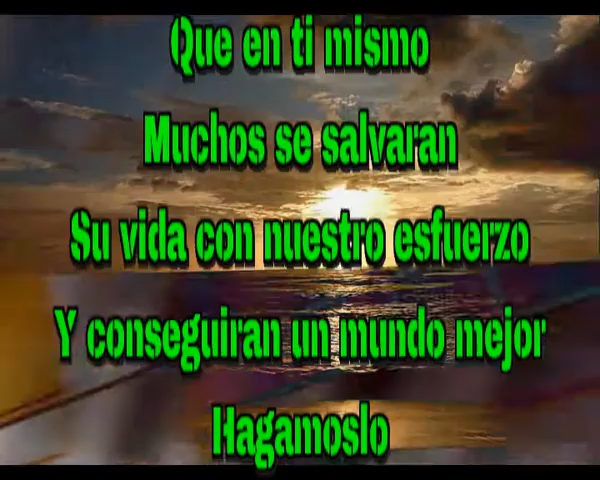 Que en ti mismo
Muchos se salvaran
Su vida con nuestro esfuerzo
Y conseguiran un mundo mejor
Hagamoslo